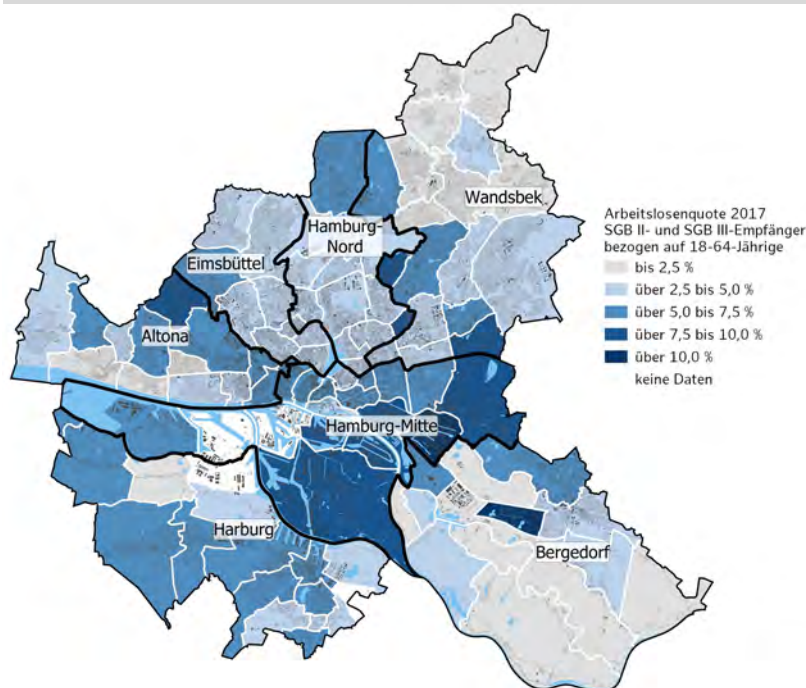 Wandsbek
Hamburg-
Nord
Eimsbüttel
Altona
Hamburg-Mitte
Harburg
Bergedorf
Arbeitslosenquote 2017
SGB II- und SGB III-Empfänger
bezogen auf 18-64-Jährige
bis 2,5 %
über 2,5 bis 5,0 %
über 5,0 bis 7,5 %
über 7,5 bis 10,0 %
über 10,0 %
keine Daten